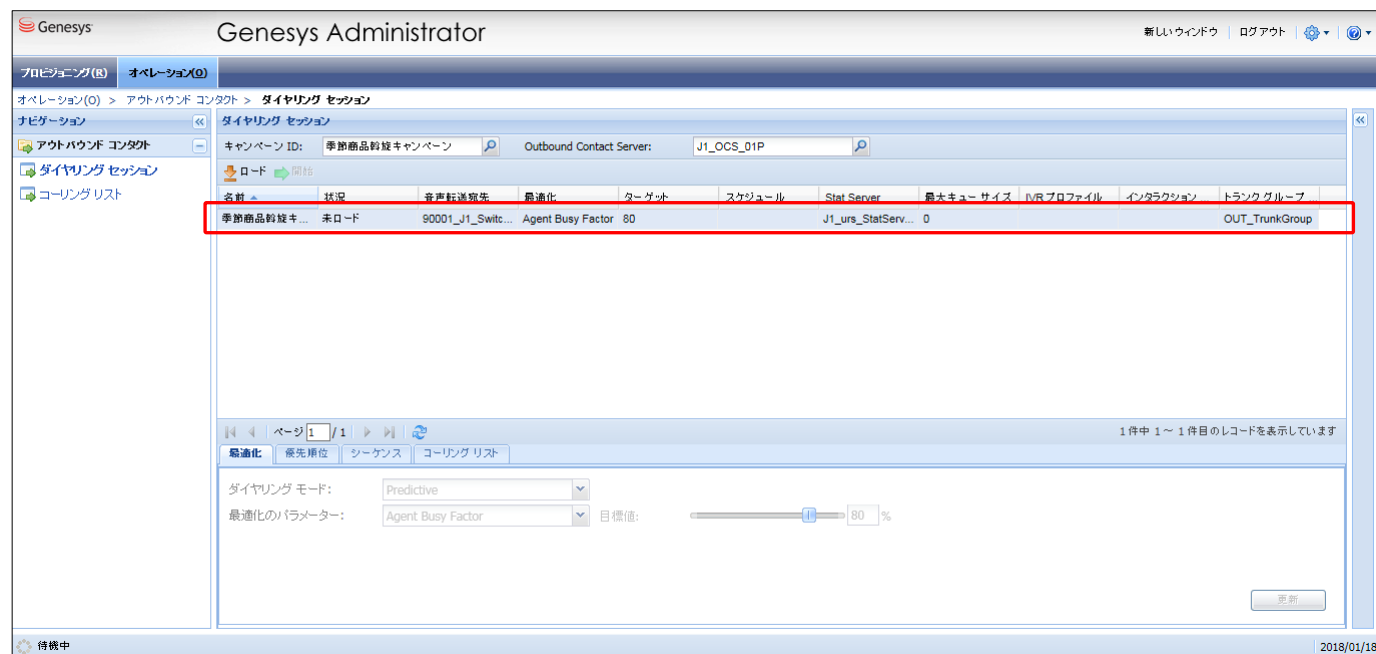 Genesys
Genesys Administrator
新しいウィンドウ | ログアウト
プロビジョニング(R) オペレーション(O)
オペレーション(O) > アウトバウンド コンタクト > ダイヤリング セッション
ナビゲーション
アウトバウンド コンタクト
ダイヤリング セッション
コーリング リスト
ダイヤリング セッション
キャンペーン ID: 季節商品斡旋キャンペーン Outbound Contact Server: J1_OCS_01P
ロード 開始
名前 状況 音声転送宛先 最適化 ターゲット スケジュール Stat Server 最大キュー サイズ IVR プロファイル インタラクション ... トランク グループ ...
季節商品斡旋キ... 未ロード 90001_J1_Switc... Agent Busy Factor 80 J1_urs_StatServ... 0 OUT_TrunkGroup
ページ 1 / 1 1 件中 1 ~ 1 件目のレコードを表示しています
最適化 優先順位 シーケンス コーリング リスト
ダイヤリング モード: Predictive
最適化のパラメーター: Agent Busy Factor 目標値: 80 %
更新
待機中 2018/01/18